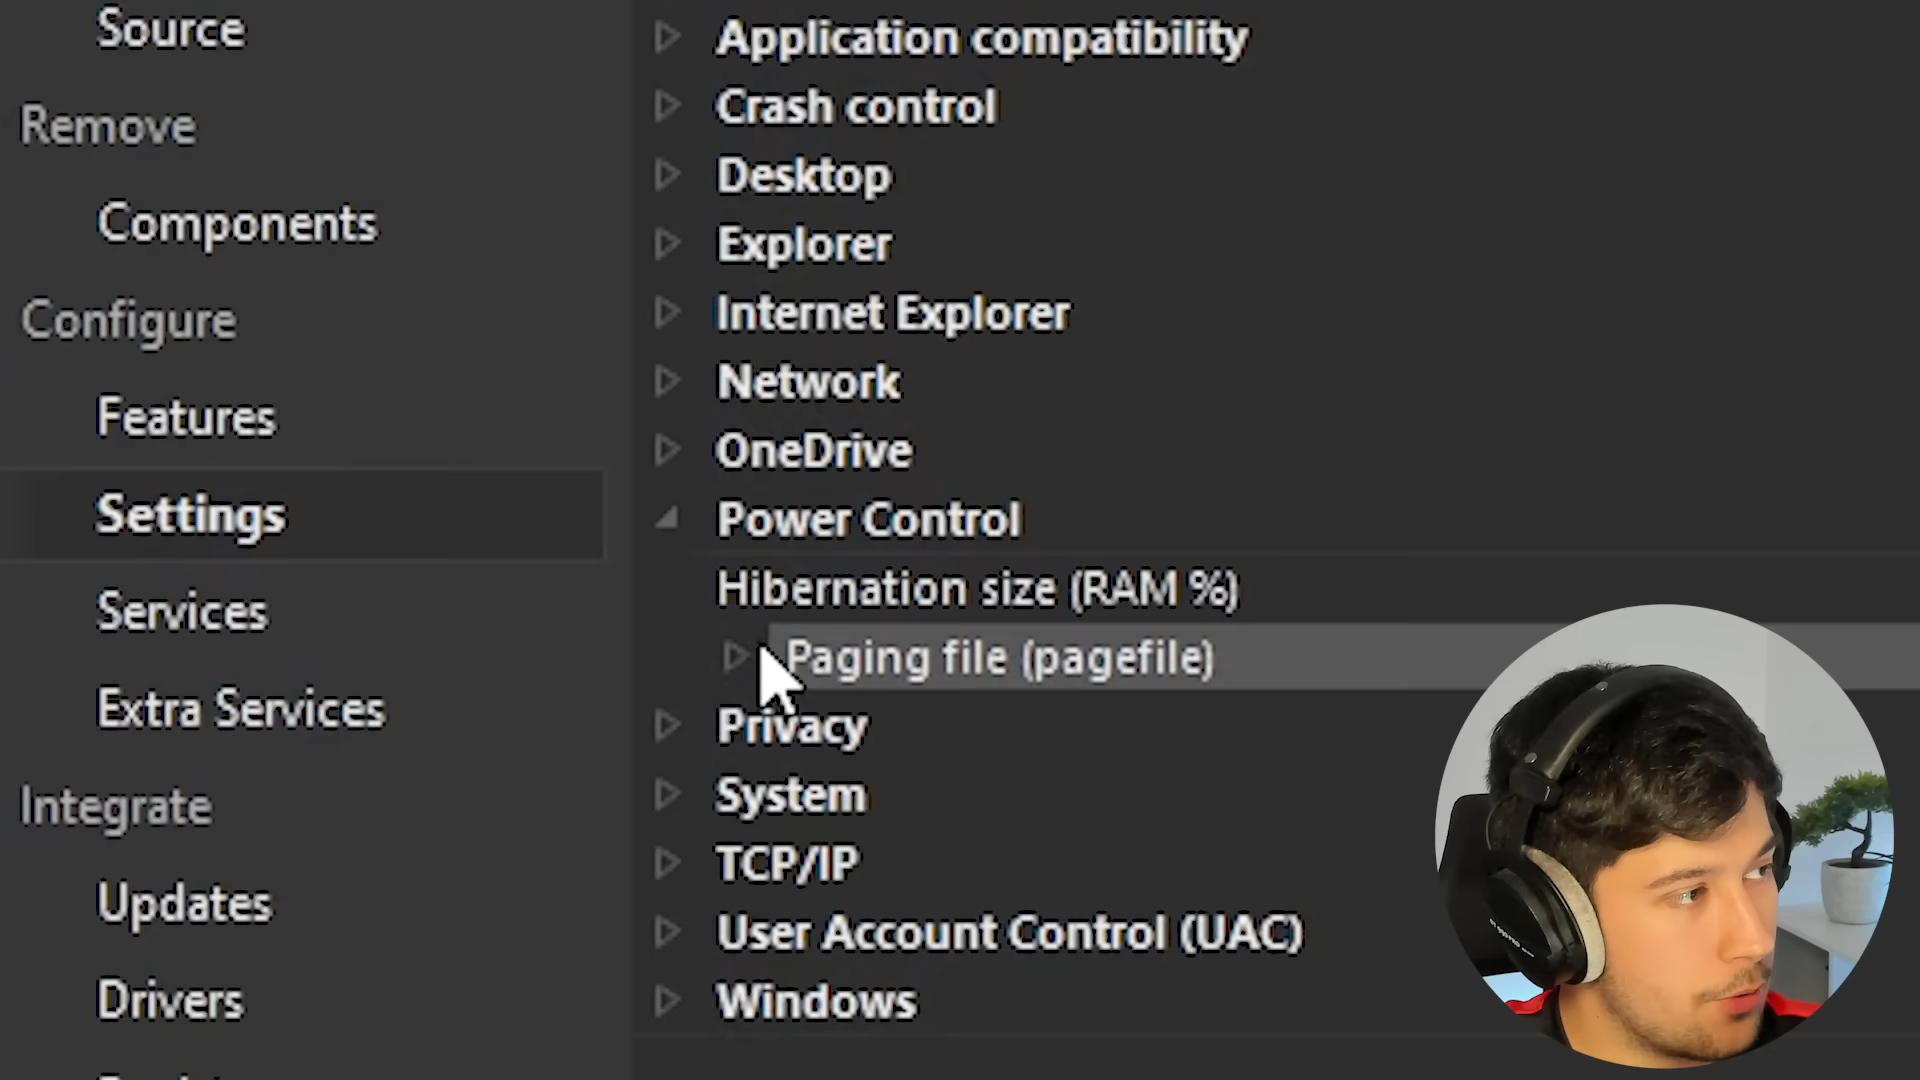 Source
Remove
Components
Configure
Features
Settings
Services
Extra Services
Integrate
Updates
Drivers
Application compatibility
Crash control
Desktop
Explorer
Internet Explorer
Network
OneDrive
Power Control
Hibernation size (RAM %)
Paging file (pagefile)
Privacy
System
TCP/IP
User Account Control (UAC)
Windows